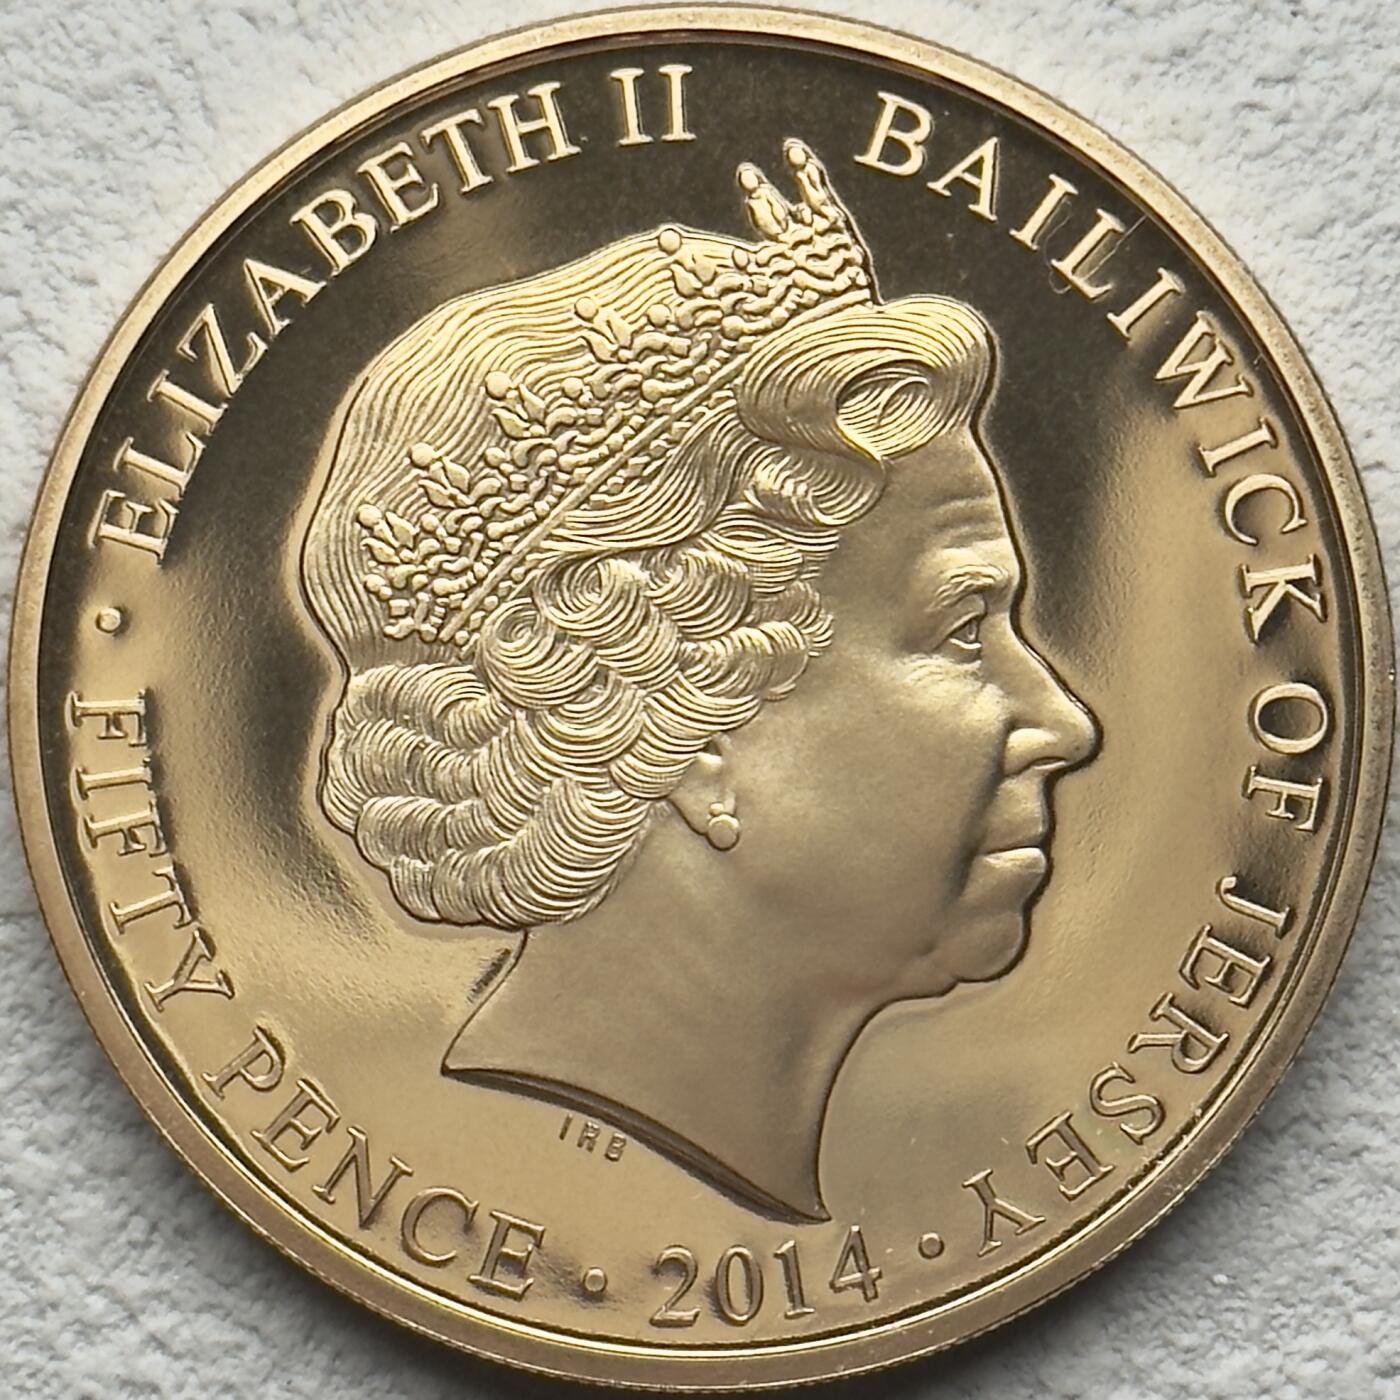 ELIZABETH II BAILIWICK OF JERSEY
FIFTY PENCE · 2014 ·
IRB